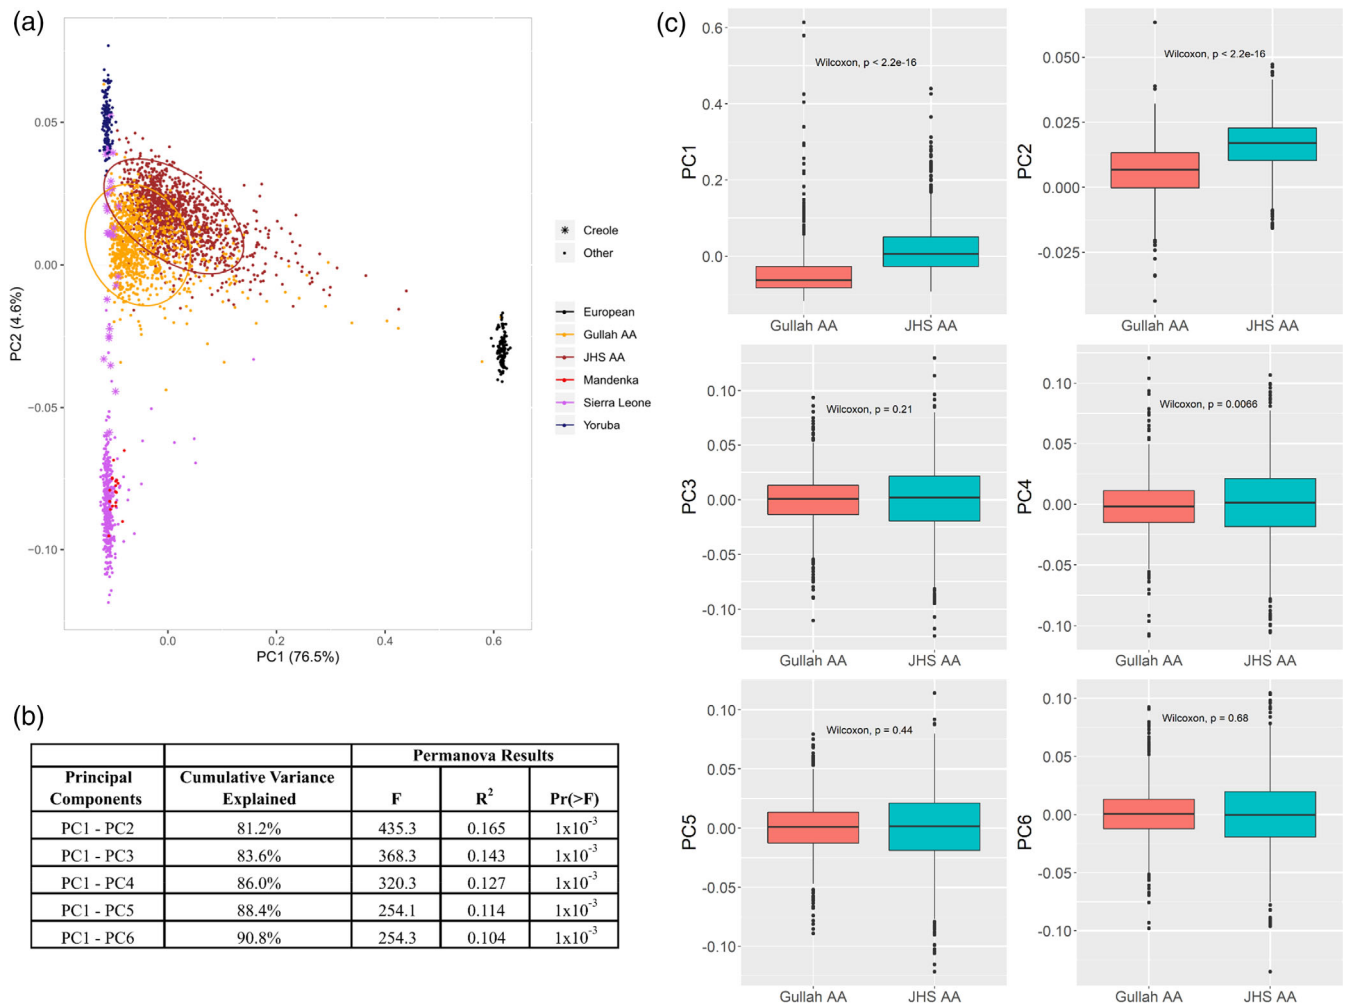 (a)
0.05
0.00
−0.05
−0.10
PC2 (4.6%)
0.0
0.2
0.4
0.6
PC1 (76.5%)
Creole
Other
European
Gullah AA
JHS AA
Mandenka
Sierra Leone
Yoruba
(b)
Permanova Results
Principal Components
Cumulative Variance Explained
F
R²
Pr(>F)
PC1 - PC2 81.2% 435.3 0.165 1x10⁻³
PC1 - PC3 83.6% 368.3 0.143 1x10⁻³
PC1 - PC4 86.0% 320.3 0.127 1x10⁻³
PC1 - PC5 88.4% 254.1 0.114 1x10⁻³
PC1 - PC6 90.8% 254.3 0.104 1x10⁻³
(c)
0.6
0.4
0.2
0.0
PC1
Wilcoxon, p < 2.2e-16
Gullah AA
JHS AA
0.050
0.025
0.000
-0.025
PC2
Wilcoxon, p < 2.2e-16
Gullah AA
JHS AA
0.10
0.05
0.00
-0.05
-0.10
PC3
Wilcoxon, p = 0.21
Gullah AA
JHS AA
0.10
0.05
0.00
-0.05
-0.10
PC4
Wilcoxon, p = 0.0066
Gullah AA
JHS AA
0.10
0.05
0.00
-0.05
-0.10
PC5
Wilcoxon, p = 0.44
Gullah AA
JHS AA
0.10
0.05
0.00
-0.05
-0.10
PC6
Wilcoxon, p = 0.68
Gullah AA
JHS AA